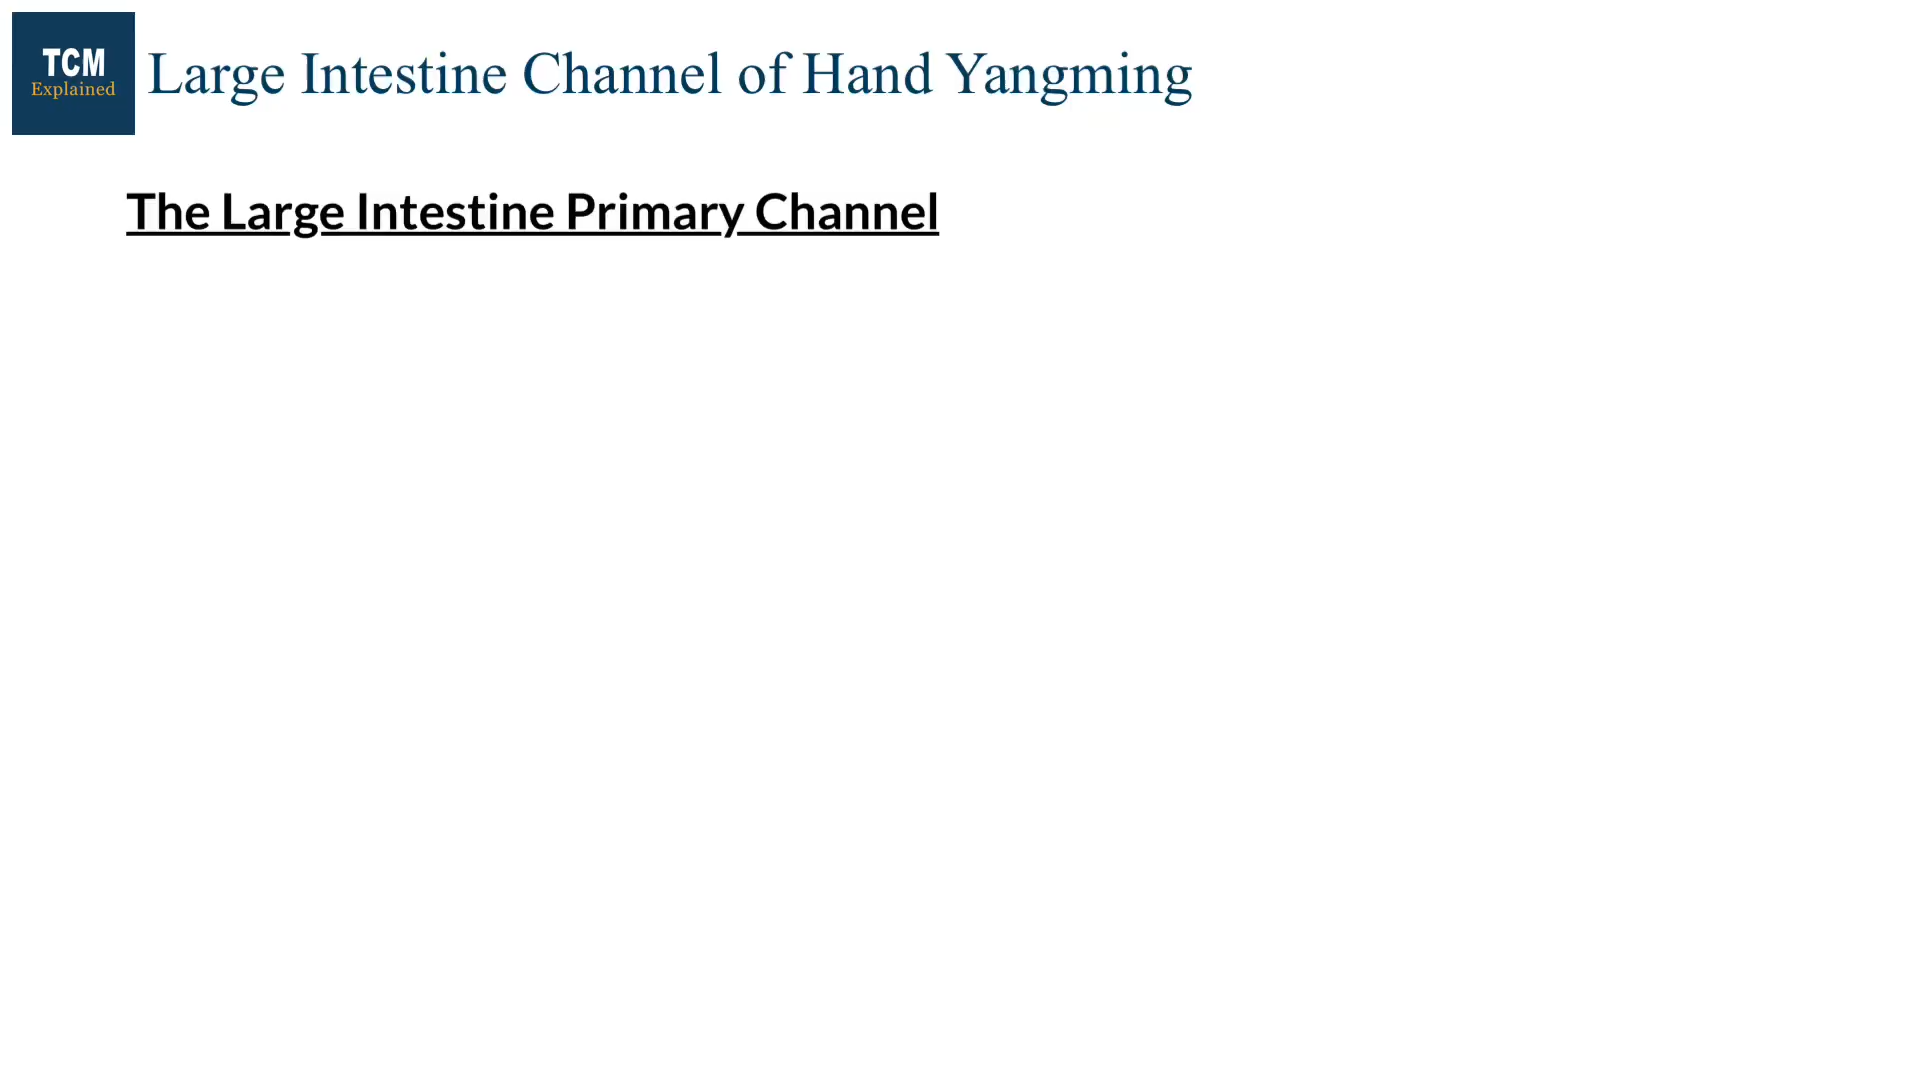 TCM
Explained
Large Intestine Channel of Hand Yangming
The Large Intestine Primary Channel